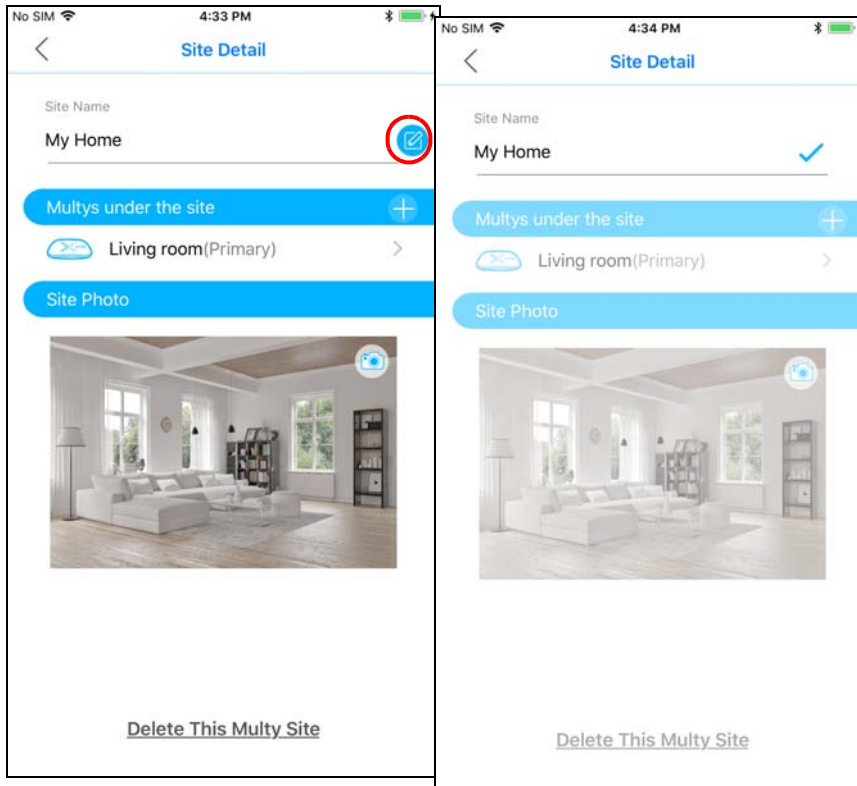 No SIM 4:33 PM
Site Detail
Site Name
My Home
Multys under the site
Living room(Primary)
Site Photo
Delete This Multy Site
No SIM 4:34 PM
Site Detail
Site Name
My Home
Multys under the site
Living room(Primary)
Site Photo
Delete This Multy Site